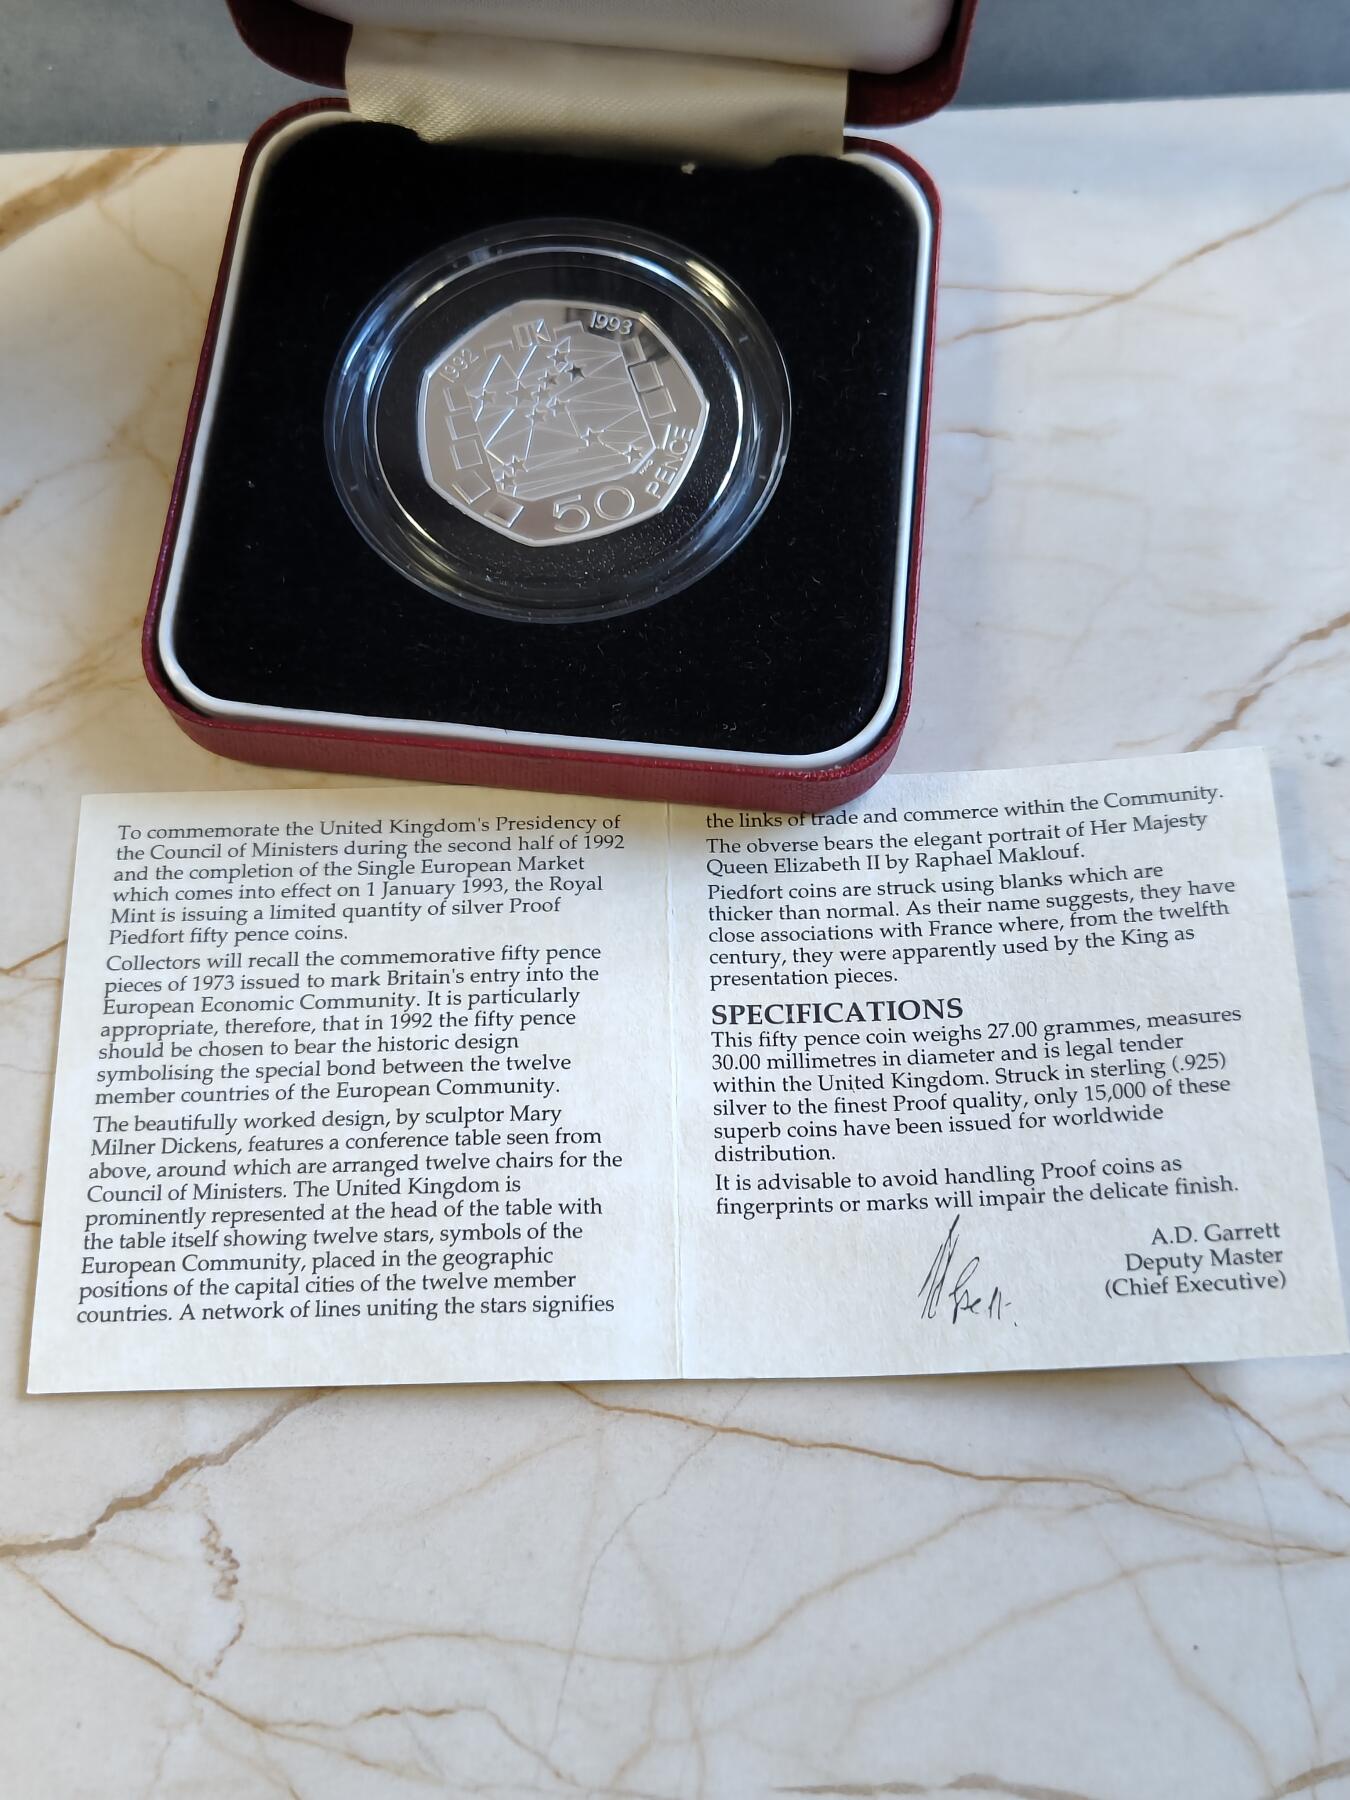 1992
UK
1993
50
PENCE
To commemorate the United Kingdom's Presidency of
the Council of Ministers during the second half of 1992
and the completion of the Single European Market
which comes into effect on 1 January 1993, the Royal
Mint is issuing a limited quantity of silver Proof
Piedfort fifty pence coins.
Collectors will recall the commemorative fifty pence
pieces of 1973 issued to mark Britain's entry into the
European Economic Community. It is particularly
appropriate, therefore, that in 1992 the fifty pence
should be chosen to bear the historic design
symbolising the special bond between the twelve
member countries of the European Community.
The beautifully worked design, by sculptor Mary
Milner Dickens, features a conference table seen from
above, around which are arranged twelve chairs for the
Council of Ministers. The United Kingdom is
prominently represented at the head of the table with
the table itself showing twelve stars, symbols of the
European Community, placed in the geographic
positions of the capital cities of the twelve member
countries. A network of lines uniting the stars signifies
the links of trade and commerce within the Community.
The obverse bears the elegant portrait of Her Majesty
Queen Elizabeth II by Raphael Maklouf.
Piedfort coins are struck using blanks which are
thicker than normal. As their name suggests, they have
close associations with France where, from the twelfth
century, they were apparently used by the King as
presentation pieces.
SPECIFICATIONS
This fifty pence coin weighs 27.00 grammes, measures
30.00 millimetres in diameter and is legal tender
within the United Kingdom. Struck in sterling (.925)
silver to the finest Proof quality, only 15,000 of these
superb coins have been issued for worldwide
distribution.
It is advisable to avoid handling Proof coins as
fingerprints or marks will impair the delicate finish.
A.D. Garrett
Deputy Master
(Chief Executive)